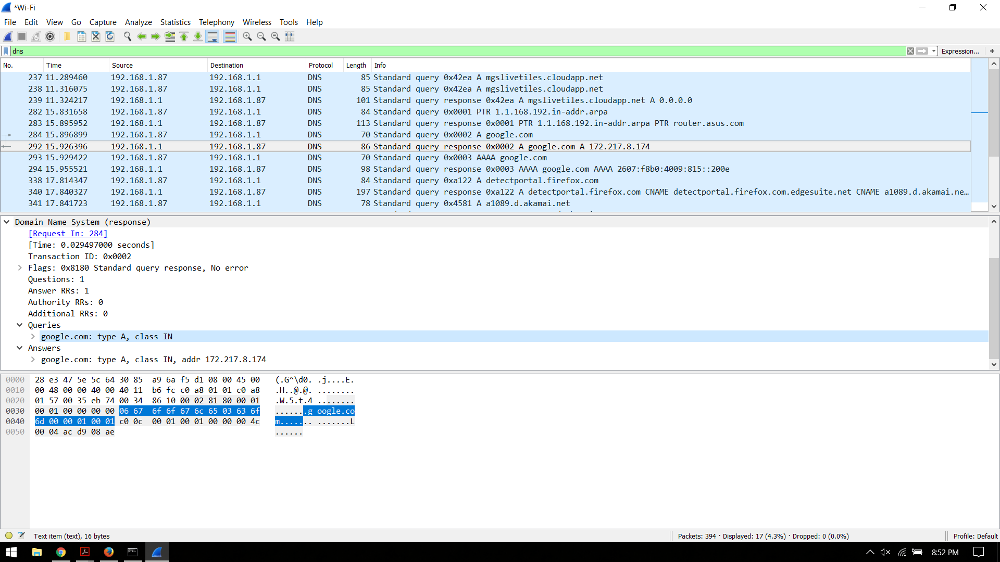 *Wi-Fi
File Edit View Go Capture Analyze Statistics Telephony Wireless Tools Help
dns Expression... +
No. Time Source Destination Protocol Length Info
237 11.289460 192.168.1.87 192.168.1.1 DNS 85 Standard query 0x42ea A mgslivetiles.cloudapp.net
238 11.316075 192.168.1.87 192.168.1.1 DNS 85 Standard query 0x42ea A mgslivetiles.cloudapp.net
239 11.324217 192.168.1.1 192.168.1.87 DNS 101 Standard query response 0x42ea A mgslivetiles.cloudapp.net A 0.0.0.0
282 15.831658 192.168.1.87 192.168.1.1 DNS 84 Standard query 0x0001 PTR 1.1.168.192.in-addr.arpa
283 15.895952 192.168.1.1 192.168.1.87 DNS 113 Standard query response 0x0001 PTR 1.1.168.192.in-addr.arpa PTR router.asus.com
284 15.896899 192.168.1.87 192.168.1.1 DNS 70 Standard query 0x0002 A google.com
292 15.926396 192.168.1.1 192.168.1.87 DNS 86 Standard query response 0x0002 A google.com A 172.217.8.174
293 15.929422 192.168.1.87 192.168.1.1 DNS 70 Standard query 0x0003 AAAA google.com
294 15.955521 192.168.1.1 192.168.1.87 DNS 98 Standard query response 0x0003 AAAA google.com AAAA 2607:f8b0:4009:815::200e
338 17.814347 192.168.1.87 192.168.1.1 DNS 84 Standard query 0xa122 A detectportal.firefox.com
340 17.840327 192.168.1.1 192.168.1.87 DNS 197 Standard query response 0xa122 A detectportal.firefox.com CNAME detectportal.firefox.com.edgesuite.net CNAME a1089.d.akamai.ne…
341 17.841723 192.168.1.87 192.168.1.1 DNS 78 Standard query 0x4581 A a1089.d.akamai.net
Domain Name System (response)
[Request In: 284]
[Time: 0.029497000 seconds]
Transaction ID: 0x0002
Flags: 0x8180 Standard query response, No error
Questions: 1
Answer RRs: 1
Authority RRs: 0
Additional RRs: 0
Queries
google.com: type A, class IN
Answers
google.com: type A, class IN, addr 172.217.8.174
0000 28 e3 47 5e 5c 64 30 85 a9 6a f5 d1 08 00 45 00 (.G^\d0. .j....E.
0010 00 48 00 00 40 00 40 11 b6 fc c0 a8 01 01 c0 a8 .H..@.@. ........
0020 01 57 00 35 eb 74 00 34 86 10 00 02 81 80 00 01 .W.5.t.4 ........
0030 00 01 00 00 00 00 06 67 6f 6f 67 6c 65 03 63 6f .......g oogle.co
0040 6d 00 00 01 00 01 c0 0c 00 01 00 01 00 00 00 4c m....... .......L
0050 00 04 ac d9 08 ae ......
Text item (text), 16 bytes Packets: 394 · Displayed: 17 (4.3%) · Dropped: 0 (0.0%) Profile: Default
8:52 PM